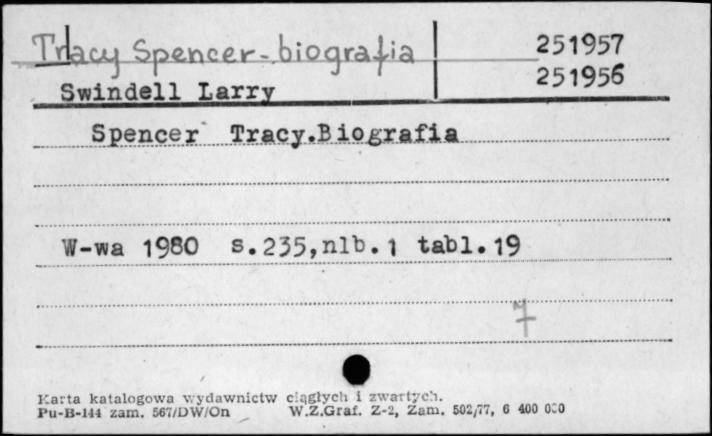 Tracy Spencer - biografia 251957
251956
Swindell Larry
Spencer Tracy.Biografia
W-wa 1980 s.235,nlb.1 tabl.19
7
Karta katalogowa wydawnictw ciągłych i zwartych.
Pu-B-144 zam. 567/DW/On W.Z.Graf. Z-2, Zam. 502/77, 6 400 000